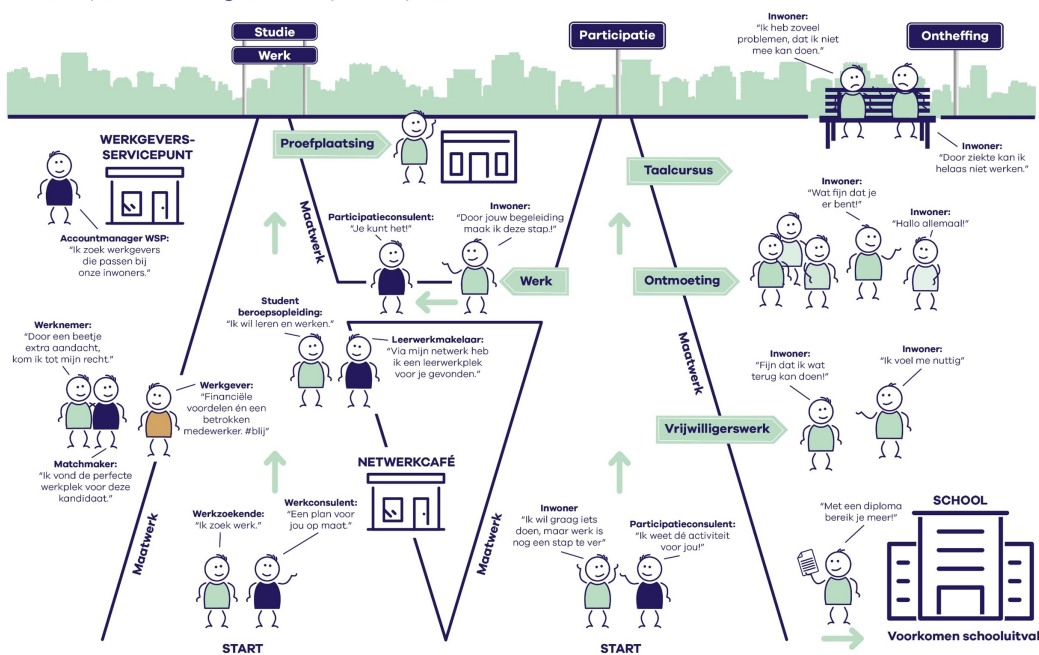 Studie
Werk
Participatie
Inwoner:
“Ik heb zoveel
problemen, dat ik niet
mee kan doen.”
Ontheffing
WERKGEVERS-
SERVICEPUNT
Proefplaatsing
Taalcursus
Inwoner:
“Door ziekte kan ik
helaas niet werken.”
Accountmanager WSP:
“Ik zoek werkgevers
die passen bij
onze inwoners.”
Maatwerk
Participatieconsulent:
“Je kunt het!”
Inwoner:
“Door jouw begeleiding
maak ik deze stap.!”
Werk
Ontmoeting
Inwoner:
“Wat fijn dat je
er bent!”
Inwoner:
“Hallo allemaal!”
Student
beroepsopleiding:
“Ik wil leren en werken.”
Leerwerkmakelaar:
“Via mijn netwerk heb
ik een leerwerkplek
voor je gevonden.”
Werknemer:
“Door een beetje
extra aandacht,
kom ik tot mijn recht.”
Werkgever:
“Financiële
voordelen én een
betrokken
medewerker. #blij”
Matchmaker:
“Ik vond de perfecte
werkplek voor deze
kandidaat.”
Maatwerk
Inwoner:
“Fijn dat ik wat
terug kan doen!”
Inwoner:
“Ik voel me nuttig”
Vrijwilligerswerk
NETWERKCAFÉ
Maatwerk
Werkzoekende:
“Ik zoek werk.”
Werkconsulent:
“Een plan voor
jou op maat.”
Maatwerk
Inwoner
“Ik wil graag iets
doen, maar werk is
nog een stap te ver”
Participatieconsulent:
“Ik weet dé activiteit
voor jou!”
“Met een diploma
bereik je meer!”
SCHOOL
Voorkomen schooluitval
START
START